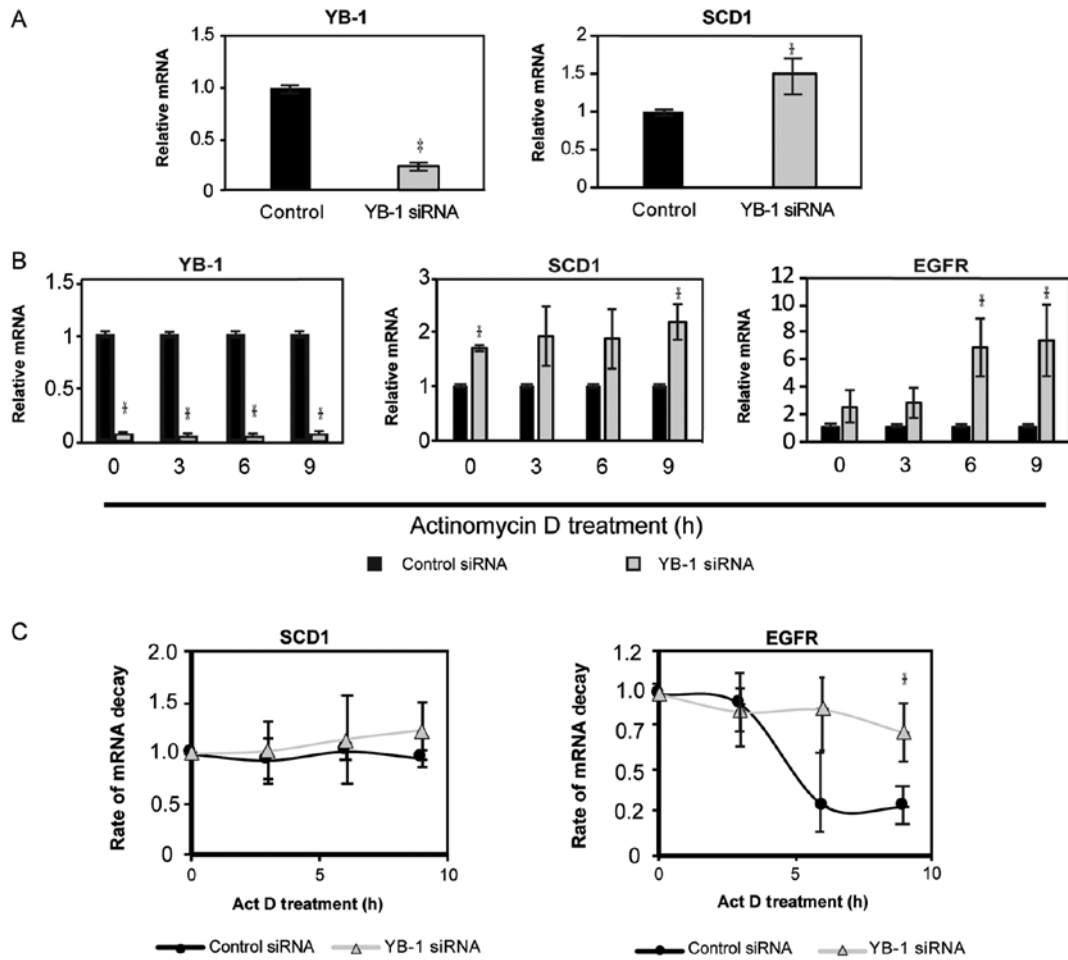 A
YB-1
Relative mRNA
1.5
1.0
0.5
0
Control
YB-1 siRNA
SCD1
Relative mRNA
2
1.5
1
0.5
0
Control
YB-1 siRNA
B
YB-1
Relative mRNA
1.5
1
0.5
0
0 3 6 9
SCD1
Relative mRNA
3
2
1
0
0 3 6 9
EGFR
Relative mRNA
12
10
8
6
4
2
0
0 3 6 9
Actinomycin D treatment (h)
Control siRNA
YB-1 siRNA
C
SCD1
Rate of mRNA decay
2.0
1.5
1.0
0.5
0
0 5 10
Act D treatment (h)
Control siRNA
YB-1 siRNA
EGFR
Rate of mRNA decay
1.2
1.0
0.7
0.5
0.2
0
0 5 10
Act D treatment (h)
Control siRNA
YB-1 siRNA